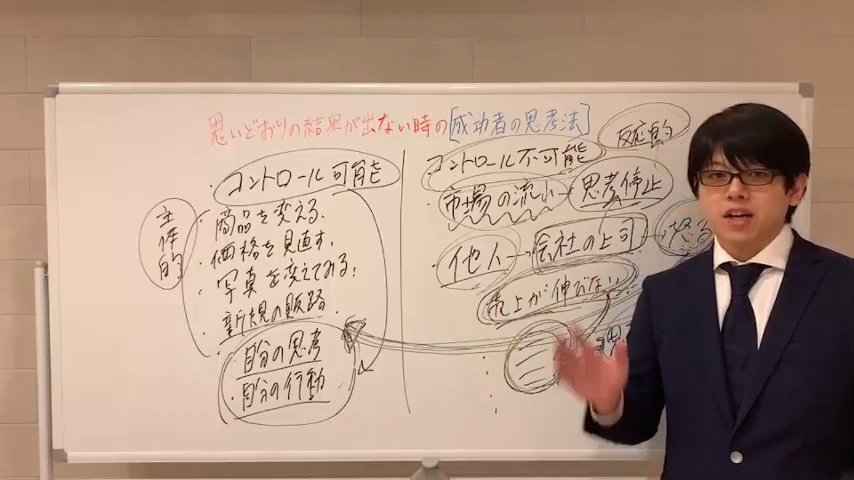 思いどおりの結果が出ない時の[成功者の思考法]
・コントロール可能
主体的
・商品を変える、
・価格を見直す、
・写真を変えてみる、
・新規の販路、
・自分の思考
・自分の行動
・コントロール不可能
反応的
・市場の流れ
思考停止
・他人
会社の上司
怒る
売上が伸びない